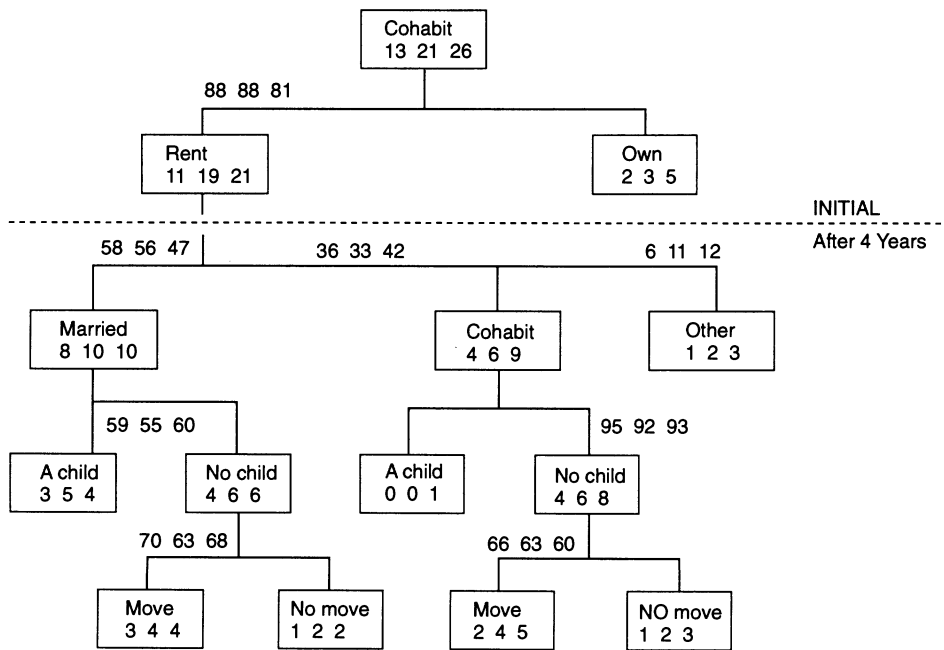 Cohabit
13 21 26
88 88 81
Rent
11 19 21
Own
2 3 5
INITIAL
After 4 Years
58 56 47
36 33 42
6 11 12
Married
8 10 10
Cohabit
4 6 9
Other
1 2 3
59 55 60
95 92 93
A child
3 5 4
No child
4 6 6
A child
0 0 1
No child
4 6 8
70 63 68
66 63 60
Move
3 4 4
No move
1 2 2
Move
2 4 5
NO move
1 2 3